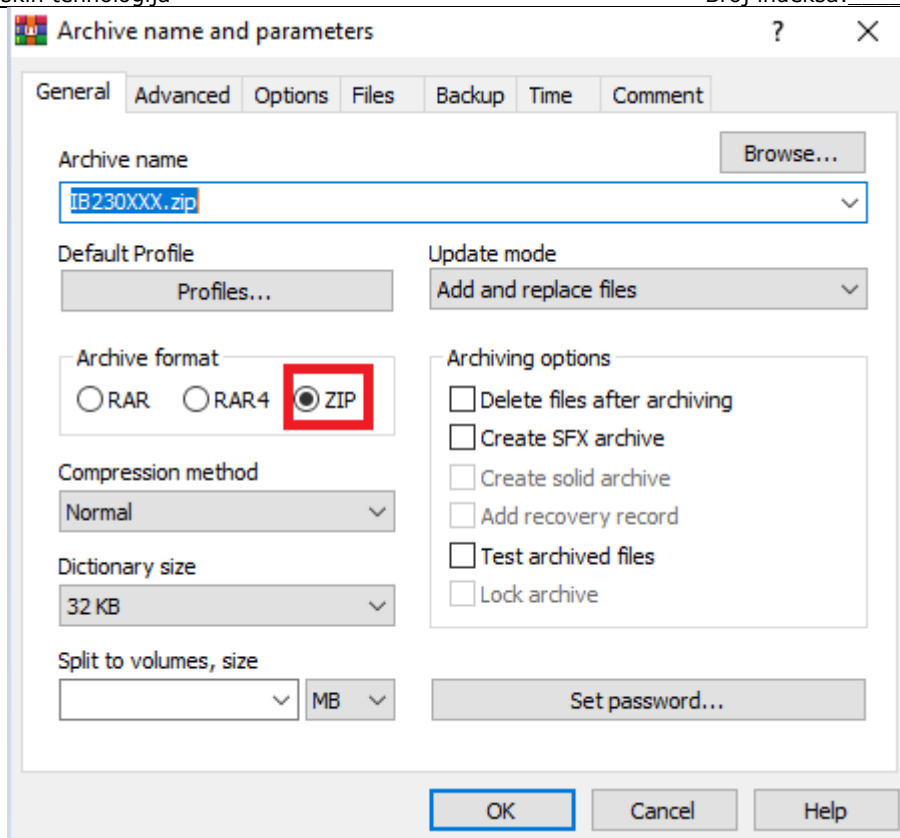 Archive name and parameters ? ×
General Advanced Options Files Backup Time Comment
Browse...
Archive name
IB230XXX.zip
Default Profile
Update mode
Profiles...
Add and replace files
Archive format
RAR RAR4 ZIP
Archiving options
Delete files after archiving
Create SFX archive
Create solid archive
Add recovery record
Test archived files
Lock archive
Compression method
Normal
Dictionary size
32 KB
Split to volumes, size
MB
Set password...
OK Cancel Help